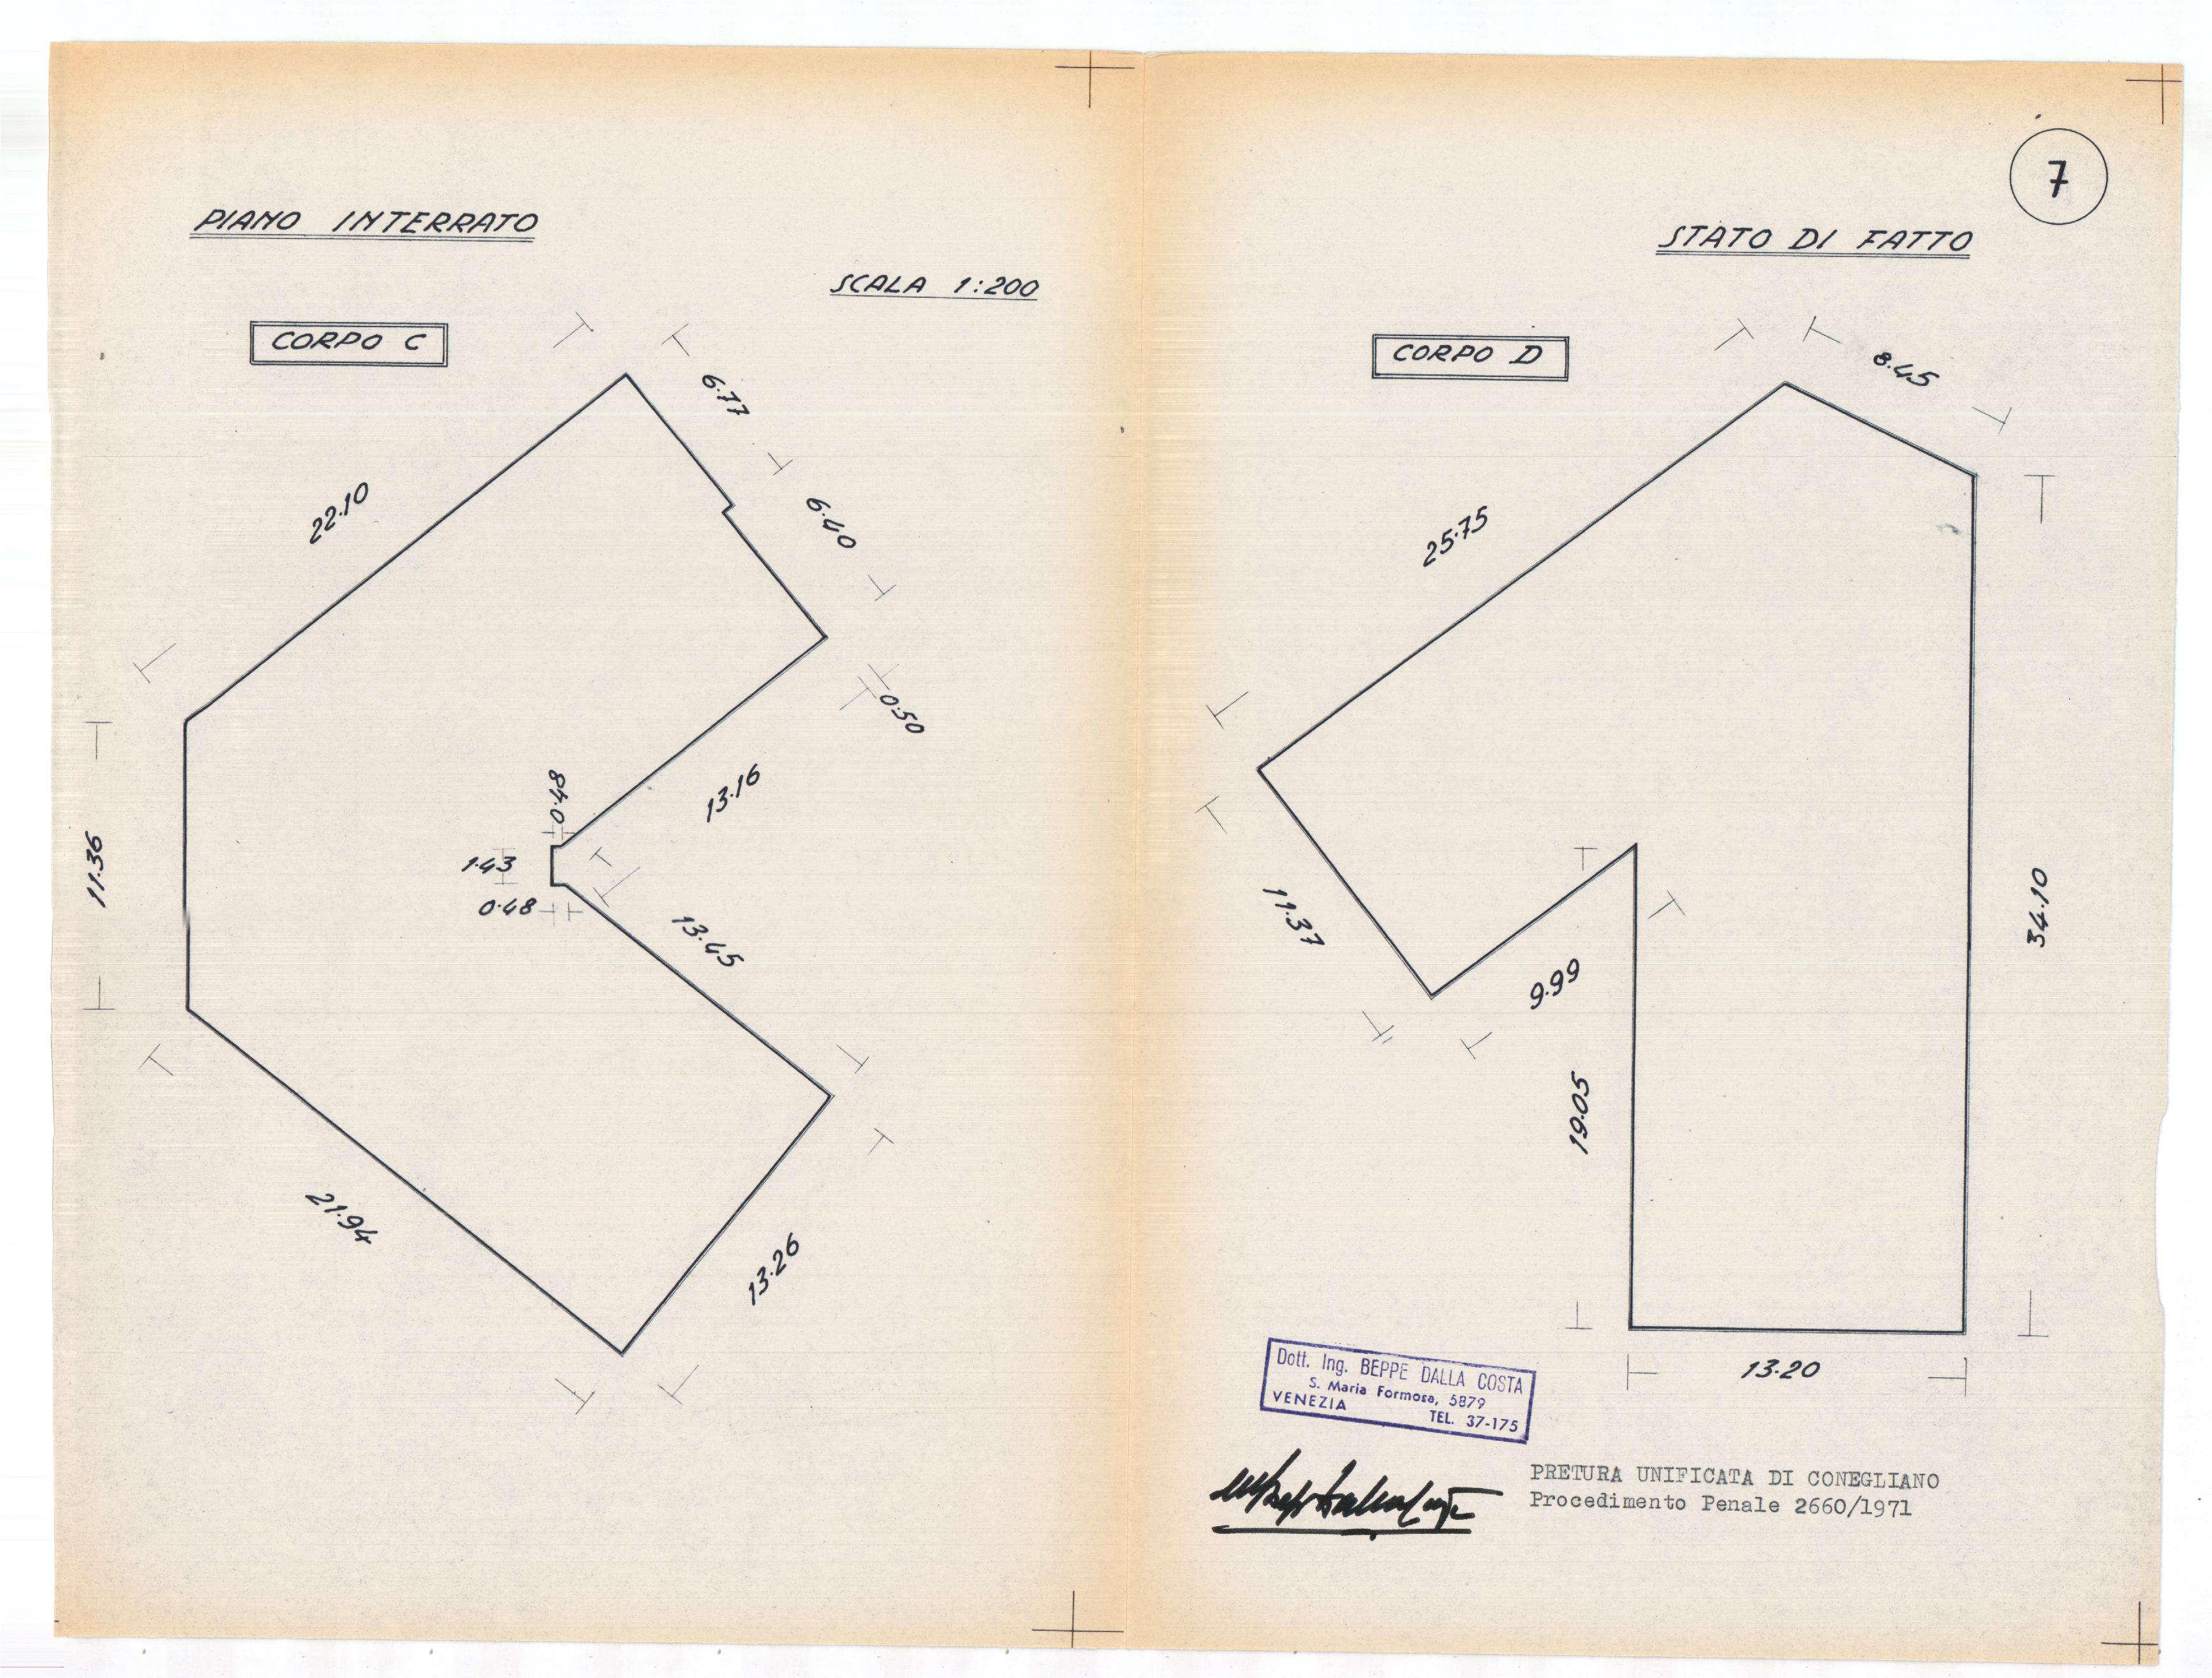 7
PIANO INTERRATO
STATO DI FATTO
SCALA 1:200
CORPO C
6.77
6.40
22.10
0.50
13.16
0.48
1.43
0.48
11.36
13.45
21.94
13.26
CORPO D
8.45
25.75
11.37
9.99
34.10
19.05
13.20
Dott. Ing. BEPPE DALLA COSTA
S. Maria Formosa, 5879
VENEZIA TEL. 37-175
PRETURA UNIFICATA DI CONEGLIANO
Procedimento Penale 2660/1971